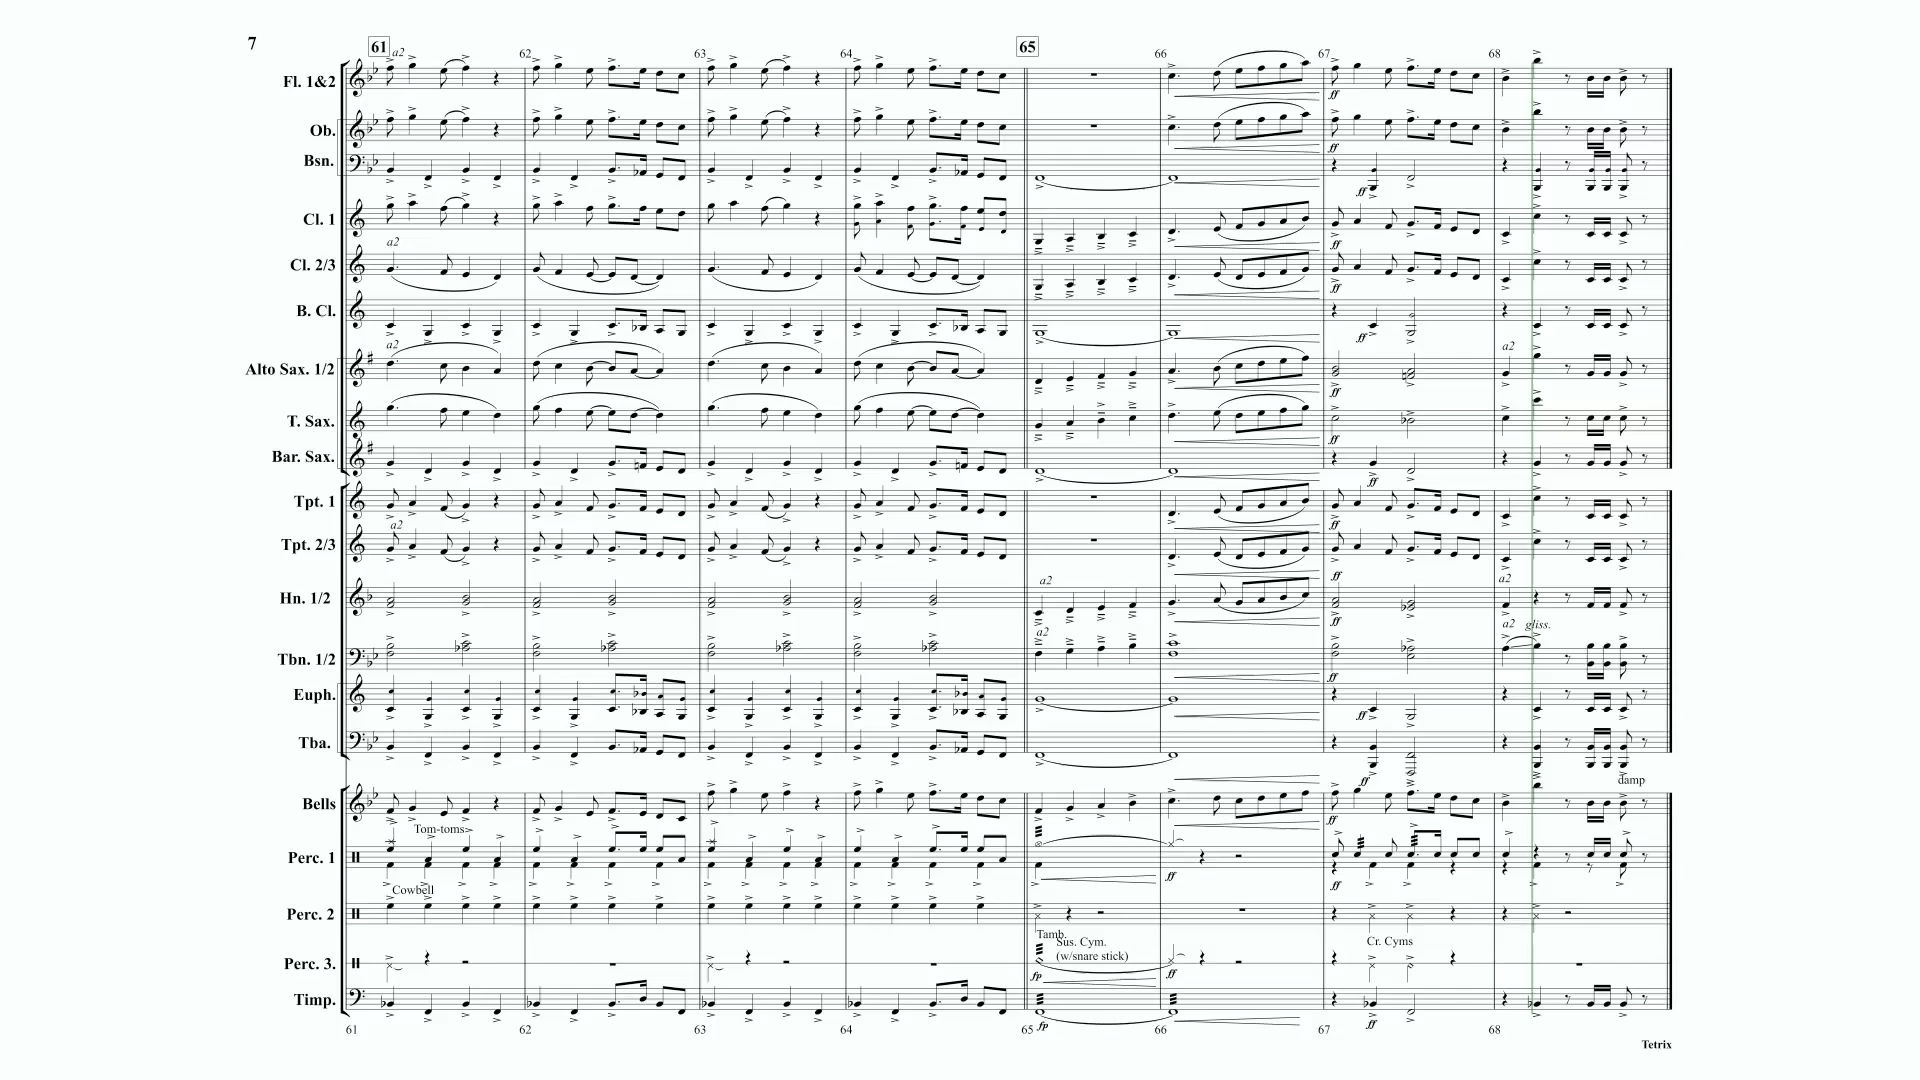 7
61 a2 62 63 64 65 66 67 68
Fl. 1&2 ff
Ob. ff
Bsn. ff
Cl. 1 ff
a2
Cl. 2/3 ff
B. Cl. ff
a2 a2
Alto Sax. 1/2 ff
T. Sax. ff
Bar. Sax. ff
Tpt. 1 ff
a2
Tpt. 2/3 ff
a2 a2
Hn. 1/2 ff
a2 a2 gliss.
Tbn. 1/2 ff
Euph. ff
Tba. ff
damp
Bells ff
Tom-toms
Perc. 1 ff ff
Cowbell
Perc. 2
Tamb. Cr. Cyms
Sus. Cym.
(w/snare stick)
Perc. 3. fp ff
Timp. fp ff
61 62 63 64 65 66 67 68
Tetrix